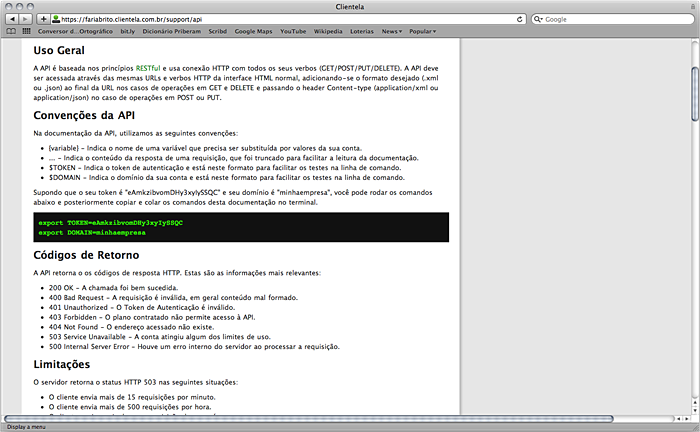 Clientela
https://fariabrito.clientela.com.br/support/api
Google
Conversor d...Ortográfico bit.ly Dicionário Priberam Scribd Google Maps YouTube Wikipedia Loterias News Popular
Uso Geral
A API é baseada nos princípios RESTful e usa conexão HTTP com todos os seus verbos (GET/POST/PUT/DELETE). A API deve
ser acessada através das mesmas URLs e verbos HTTP da interface HTML normal, adicionando-se o formato desejado (.xml
ou .json) ao final da URL nos casos de operações em GET e DELETE e passando o header Content-type (application/xml ou
application/json) no caso de operações em POST ou PUT.
Convenções da API
Na documentação da API, utilizamos as seguintes convenções:
• {variable} - Indica o nome de uma variável que precisa ser substituída por valores da sua conta.
• ... - Indica o conteúdo da resposta de uma requisição, que foi truncado para facilitar a leitura da documentação.
• $TOKEN - Indica o token de autenticação e está neste formato para facilitar os testes na linha de comando.
• $DOMAIN - Indica o domínio da sua conta e está neste formato para facilitar os testes na linha de comando.
Supondo que o seu token é "eAmkzibvomDHy3xyIySSQC" e seu domínio é "minhaempresa", você pode rodar os comandos
abaixo e posteriormente copiar e colar os comandos desta documentação no terminal.
export TOKEN=eAmkzibvomDHy3xyIySSQC
export DOMAIN=minhaempresa
Códigos de Retorno
A API retorna o os códigos de resposta HTTP. Estas são as informações mais relevantes:
• 200 OK - A chamada foi bem sucedida.
• 400 Bad Request - A requisição é inválida, em geral conteúdo mal formado.
• 401 Unauthorized - O Token de Autenticação é inválido.
• 403 Forbidden - O plano contratado não permite acesso à API.
• 404 Not Found - O endereço acessado não existe.
• 503 Service Unavailable - A conta atingiu algum dos limites de uso.
• 500 Internal Server Error - Houve um erro interno do servidor ao processar a requisição.
Limitações
O servidor retorna o status HTTP 503 nas seguintes situações:
• O cliente envia mais de 15 requisições por minuto.
• O cliente envia mais de 500 requisições por hora.
Display a menu